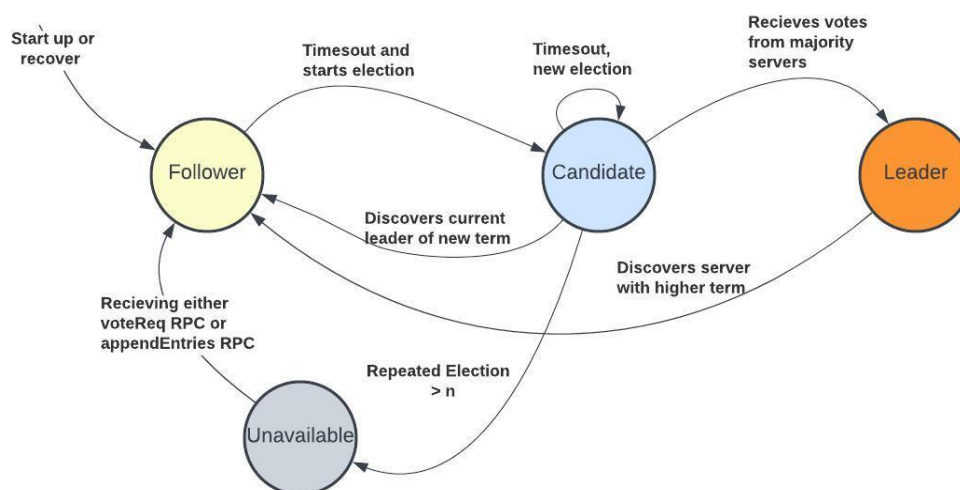 Start up or
recover
Timesout and
starts election
Timesout,
new election
Recieves votes
from majority
servers
Follower
Candidate
Leader
Discovers current
leader of new term
Discovers server
with higher term
Recieving either
voteReq RPC or
appendEntries RPC
Repeated Election
> n
Unavailable